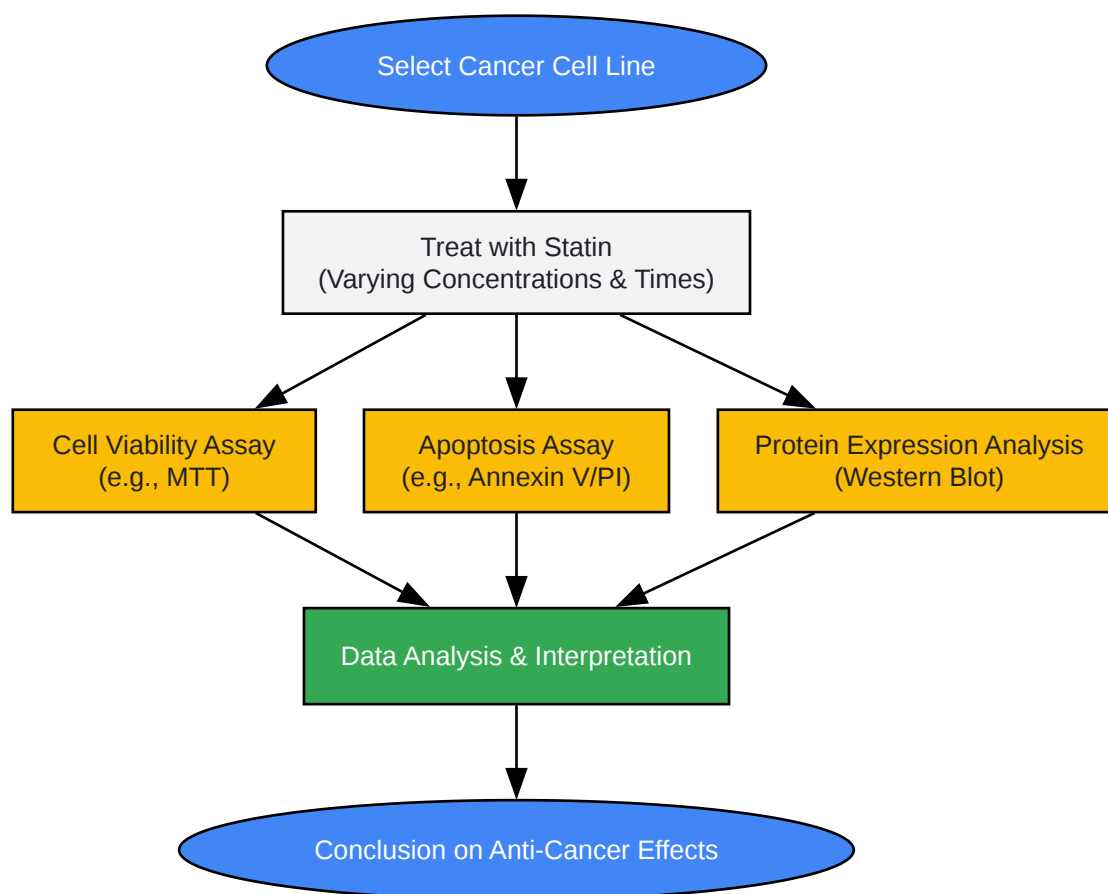 Select Cancer Cell Line
Treat with Statin
(Varying Concentrations & Times)
Cell Viability Assay
(e.g., MTT)
Apoptosis Assay
(e.g., Annexin V/PI)
Protein Expression Analysis
(Western Blot)
Data Analysis & Interpretation
Conclusion on Anti-Cancer Effects